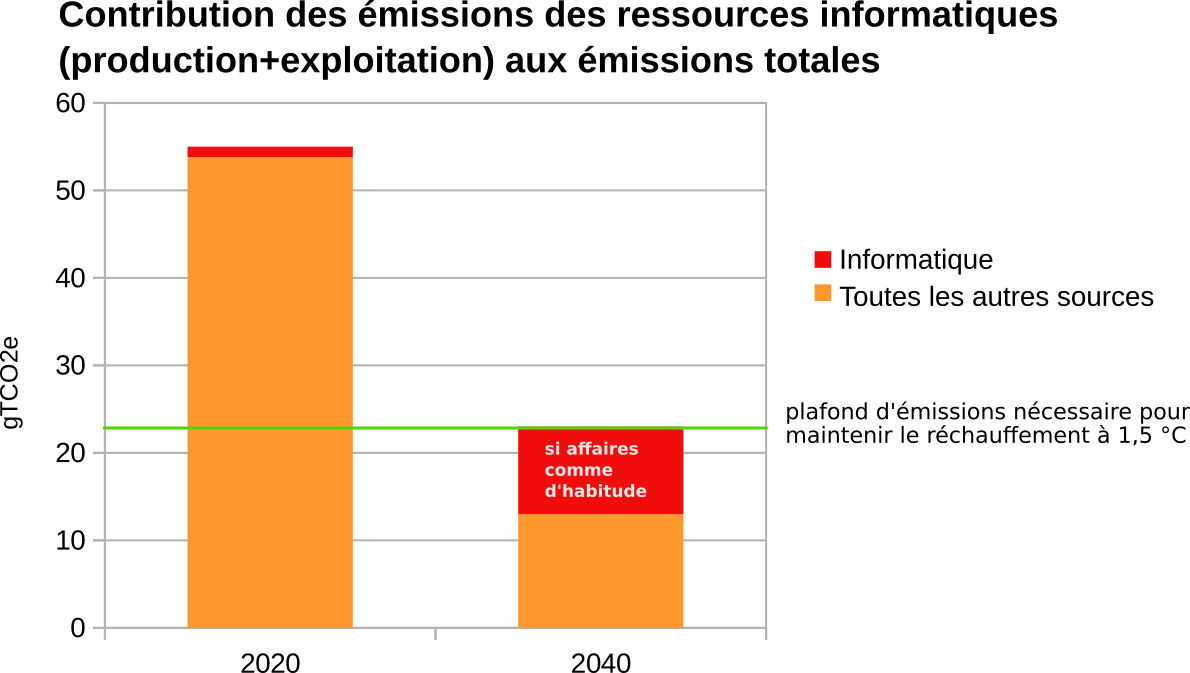 Contribution des émissions des ressources informatiques
(production+exploitation) aux émissions totales
60
50
40
30
20
10
0
gTCO2e
2020
2040
si affaires
comme
d'habitude
Informatique
Toutes les autres sources
plafond d'émissions nécessaire pour
maintenir le réchauffement à 1,5 °C